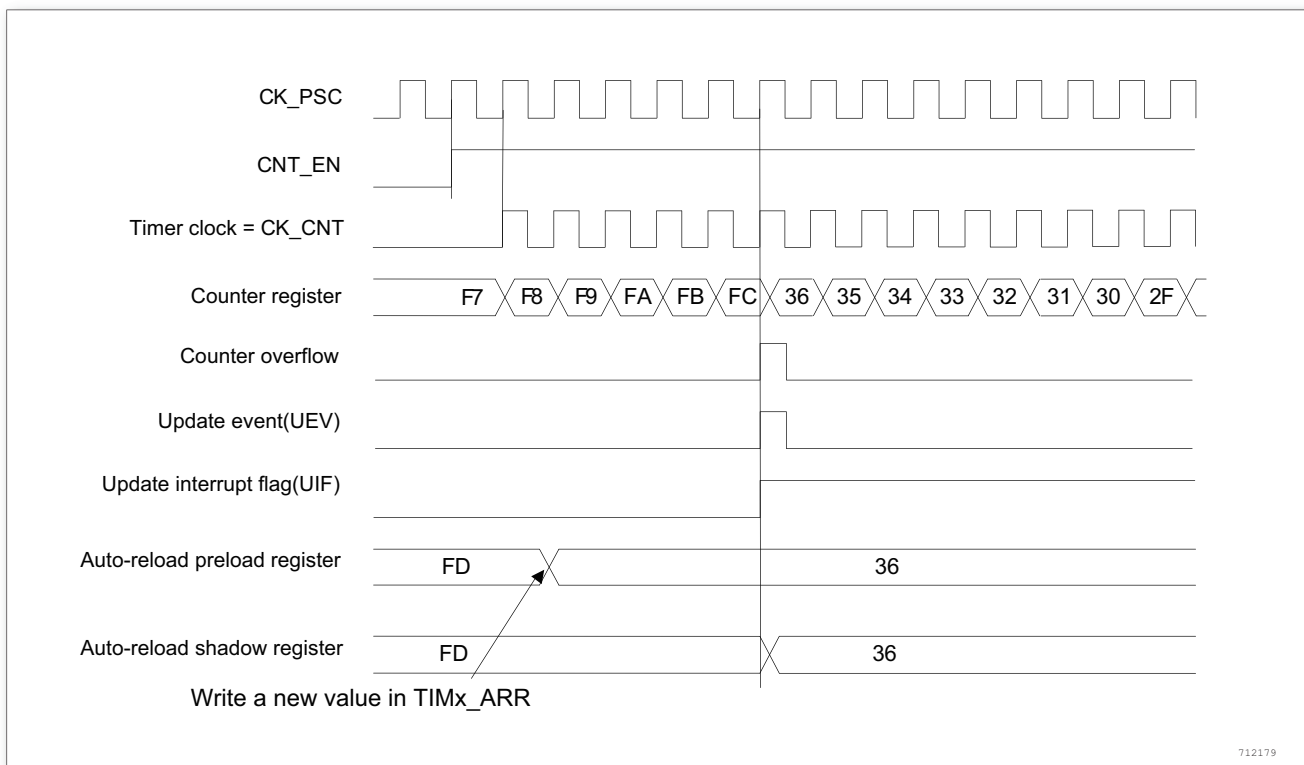 CK_PSC
CNT_EN
Timer clock = CK_CNT
Counter register F7 F8 F9 FA FB FC 36 35 34 33 32 31 30 2F
Counter overflow
Update event(UEV)
Update interrupt flag(UIF)
Auto-reload preload register FD 36
Auto-reload shadow register FD 36
Write a new value in TIMx_ARR
712179